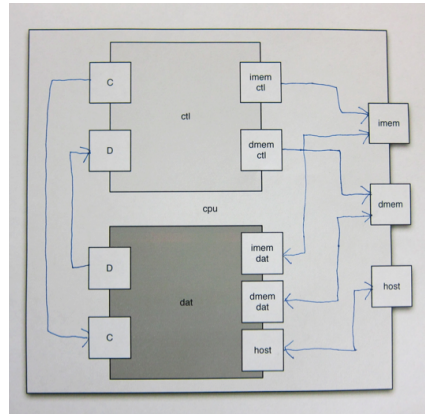 C
imem
ctl
ctl
imem
D
dmem
ctl
dmem
cpu
D
imem
dat
dat
dmem
dat
host
C
host